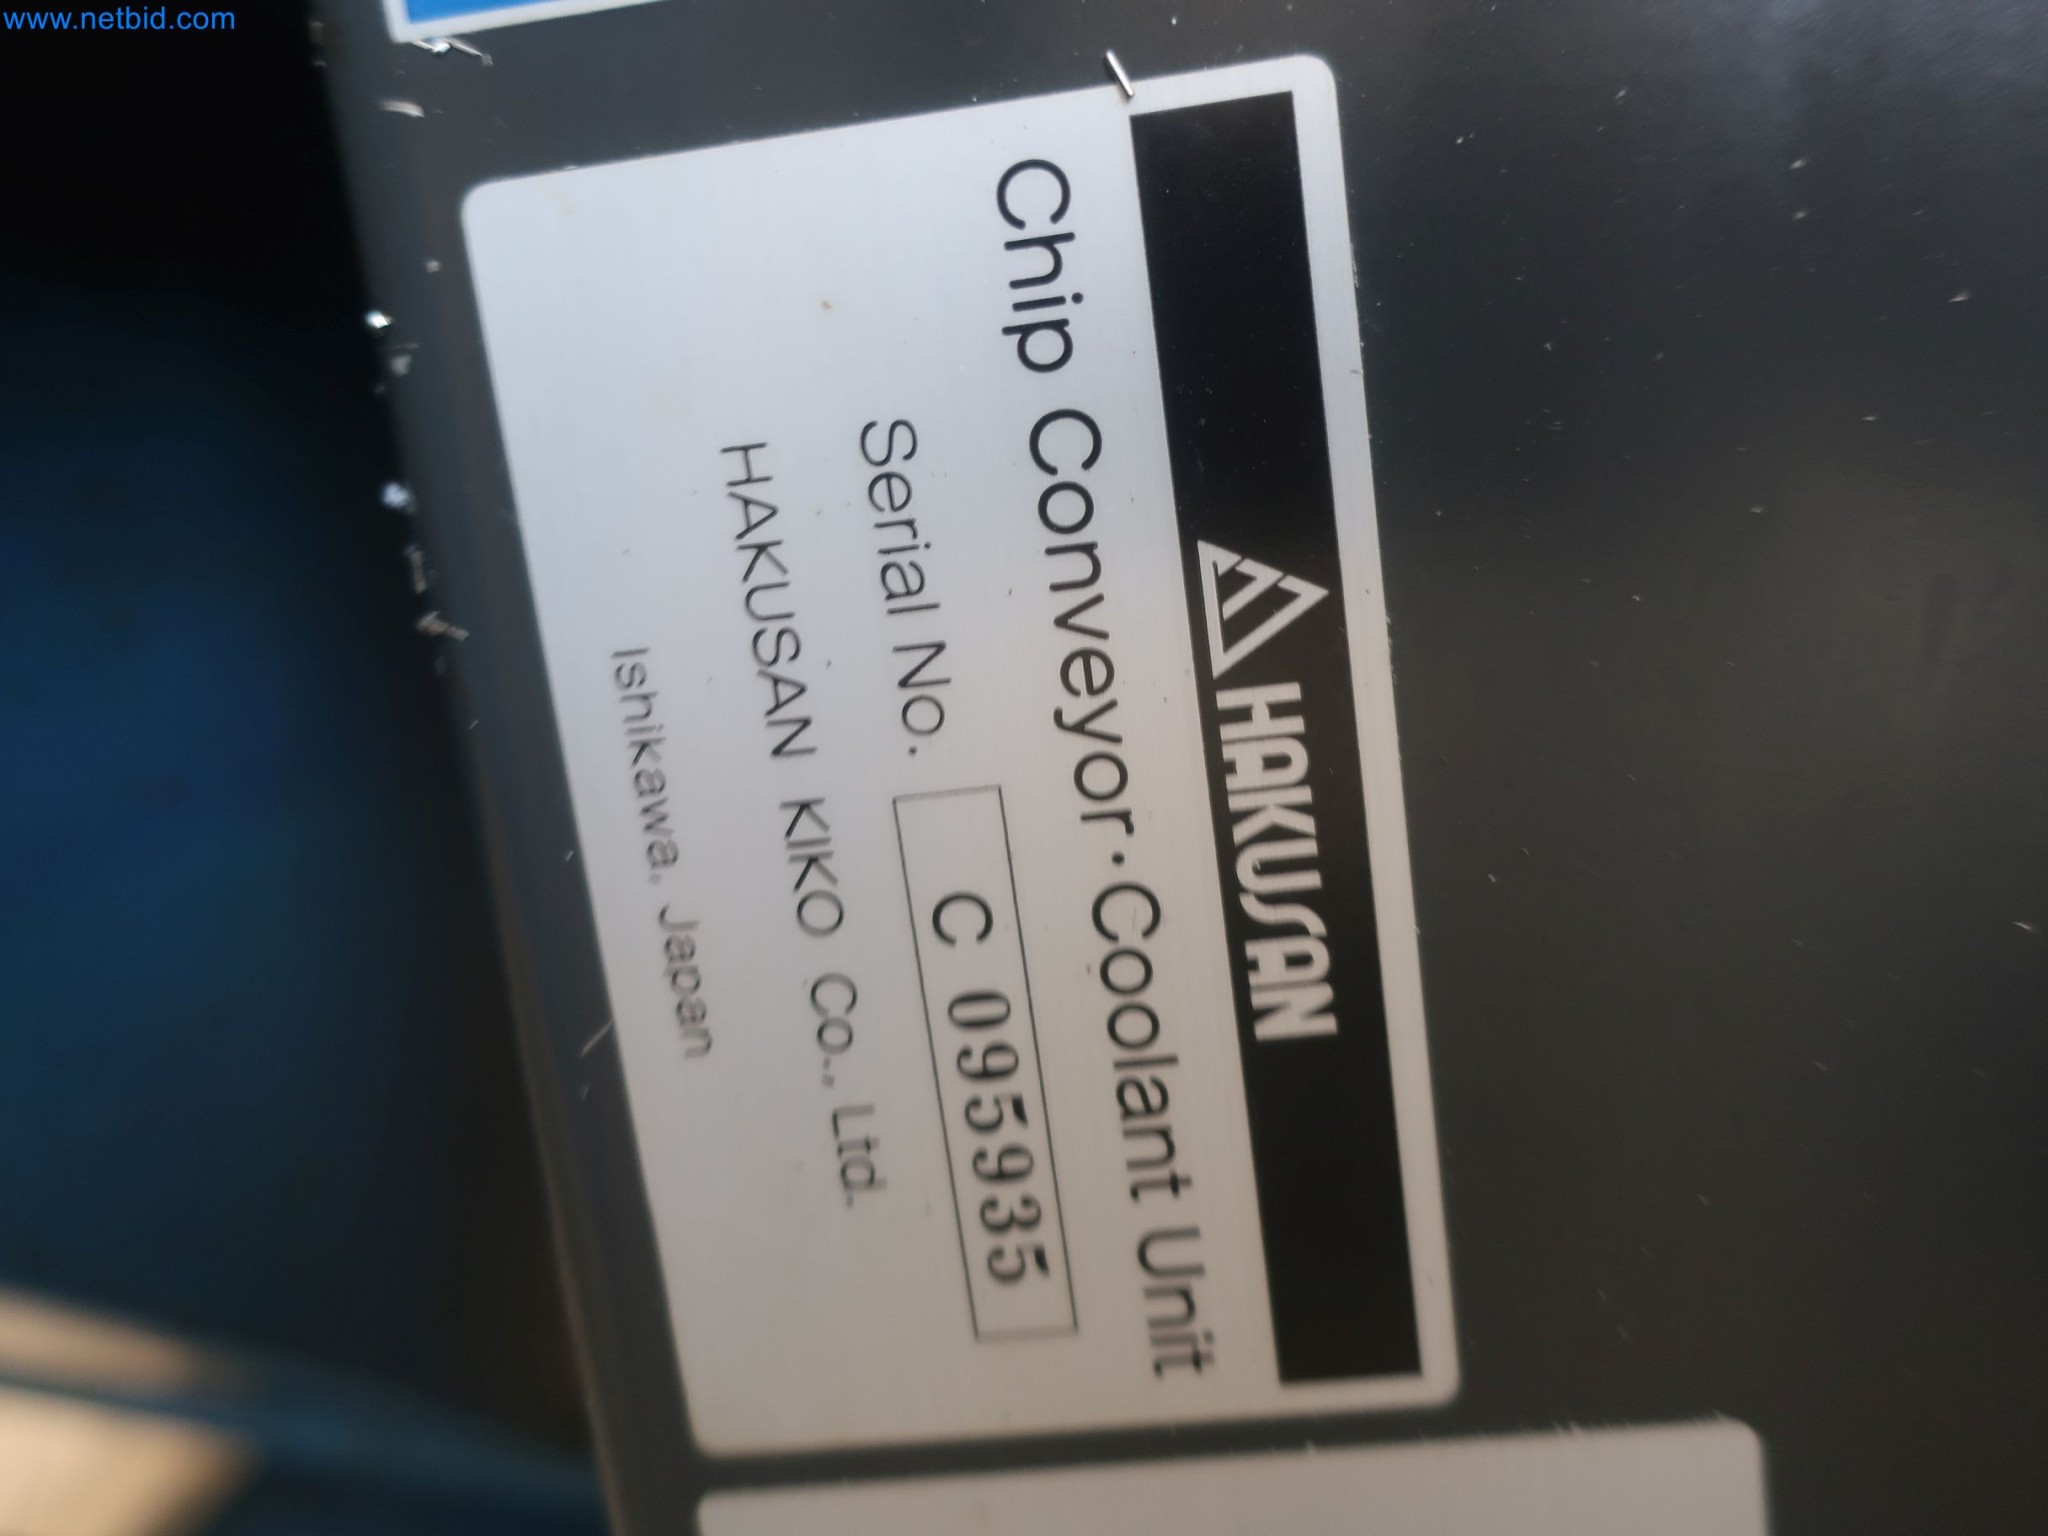 www.netbid.com
HAKUSAN
Chip Conveyor·Coolant Unit
Serial No. C 095935
HAKUSAN KIKO Co., Ltd.
Ishikawa, Japan